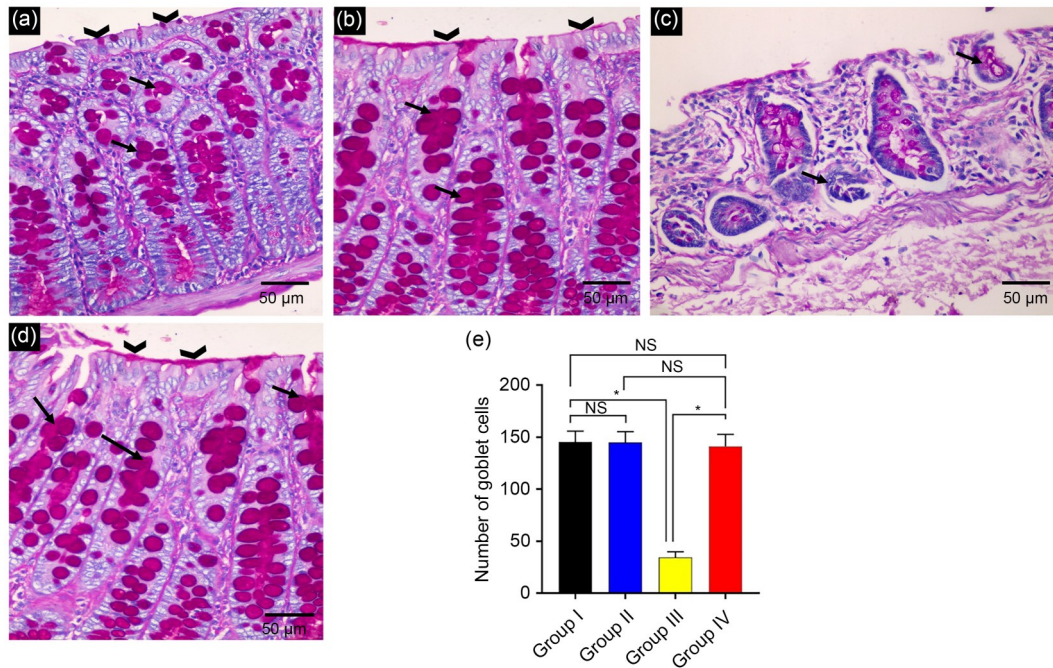 (a)
50 µm
(b)
50 µm
(c)
50 µm
(d)
50 µm
(e)
NS
NS
*
NS
*
Number of goblet cells
200
150
100
50
0
Group I
Group II
Group III
Group IV